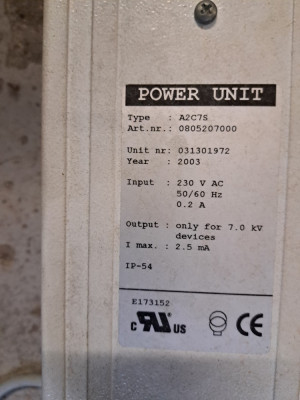 POWER UNIT
Type : A2C7S
Art.nr.: 0805207000
Unit nr: 031301972
Year : 2003
Input : 230 V AC
50/60 Hz
0.2 A
Output : only for 7.0 kV
devices
I max. : 2.5 mA
IP-54
E173152
c RU US CE